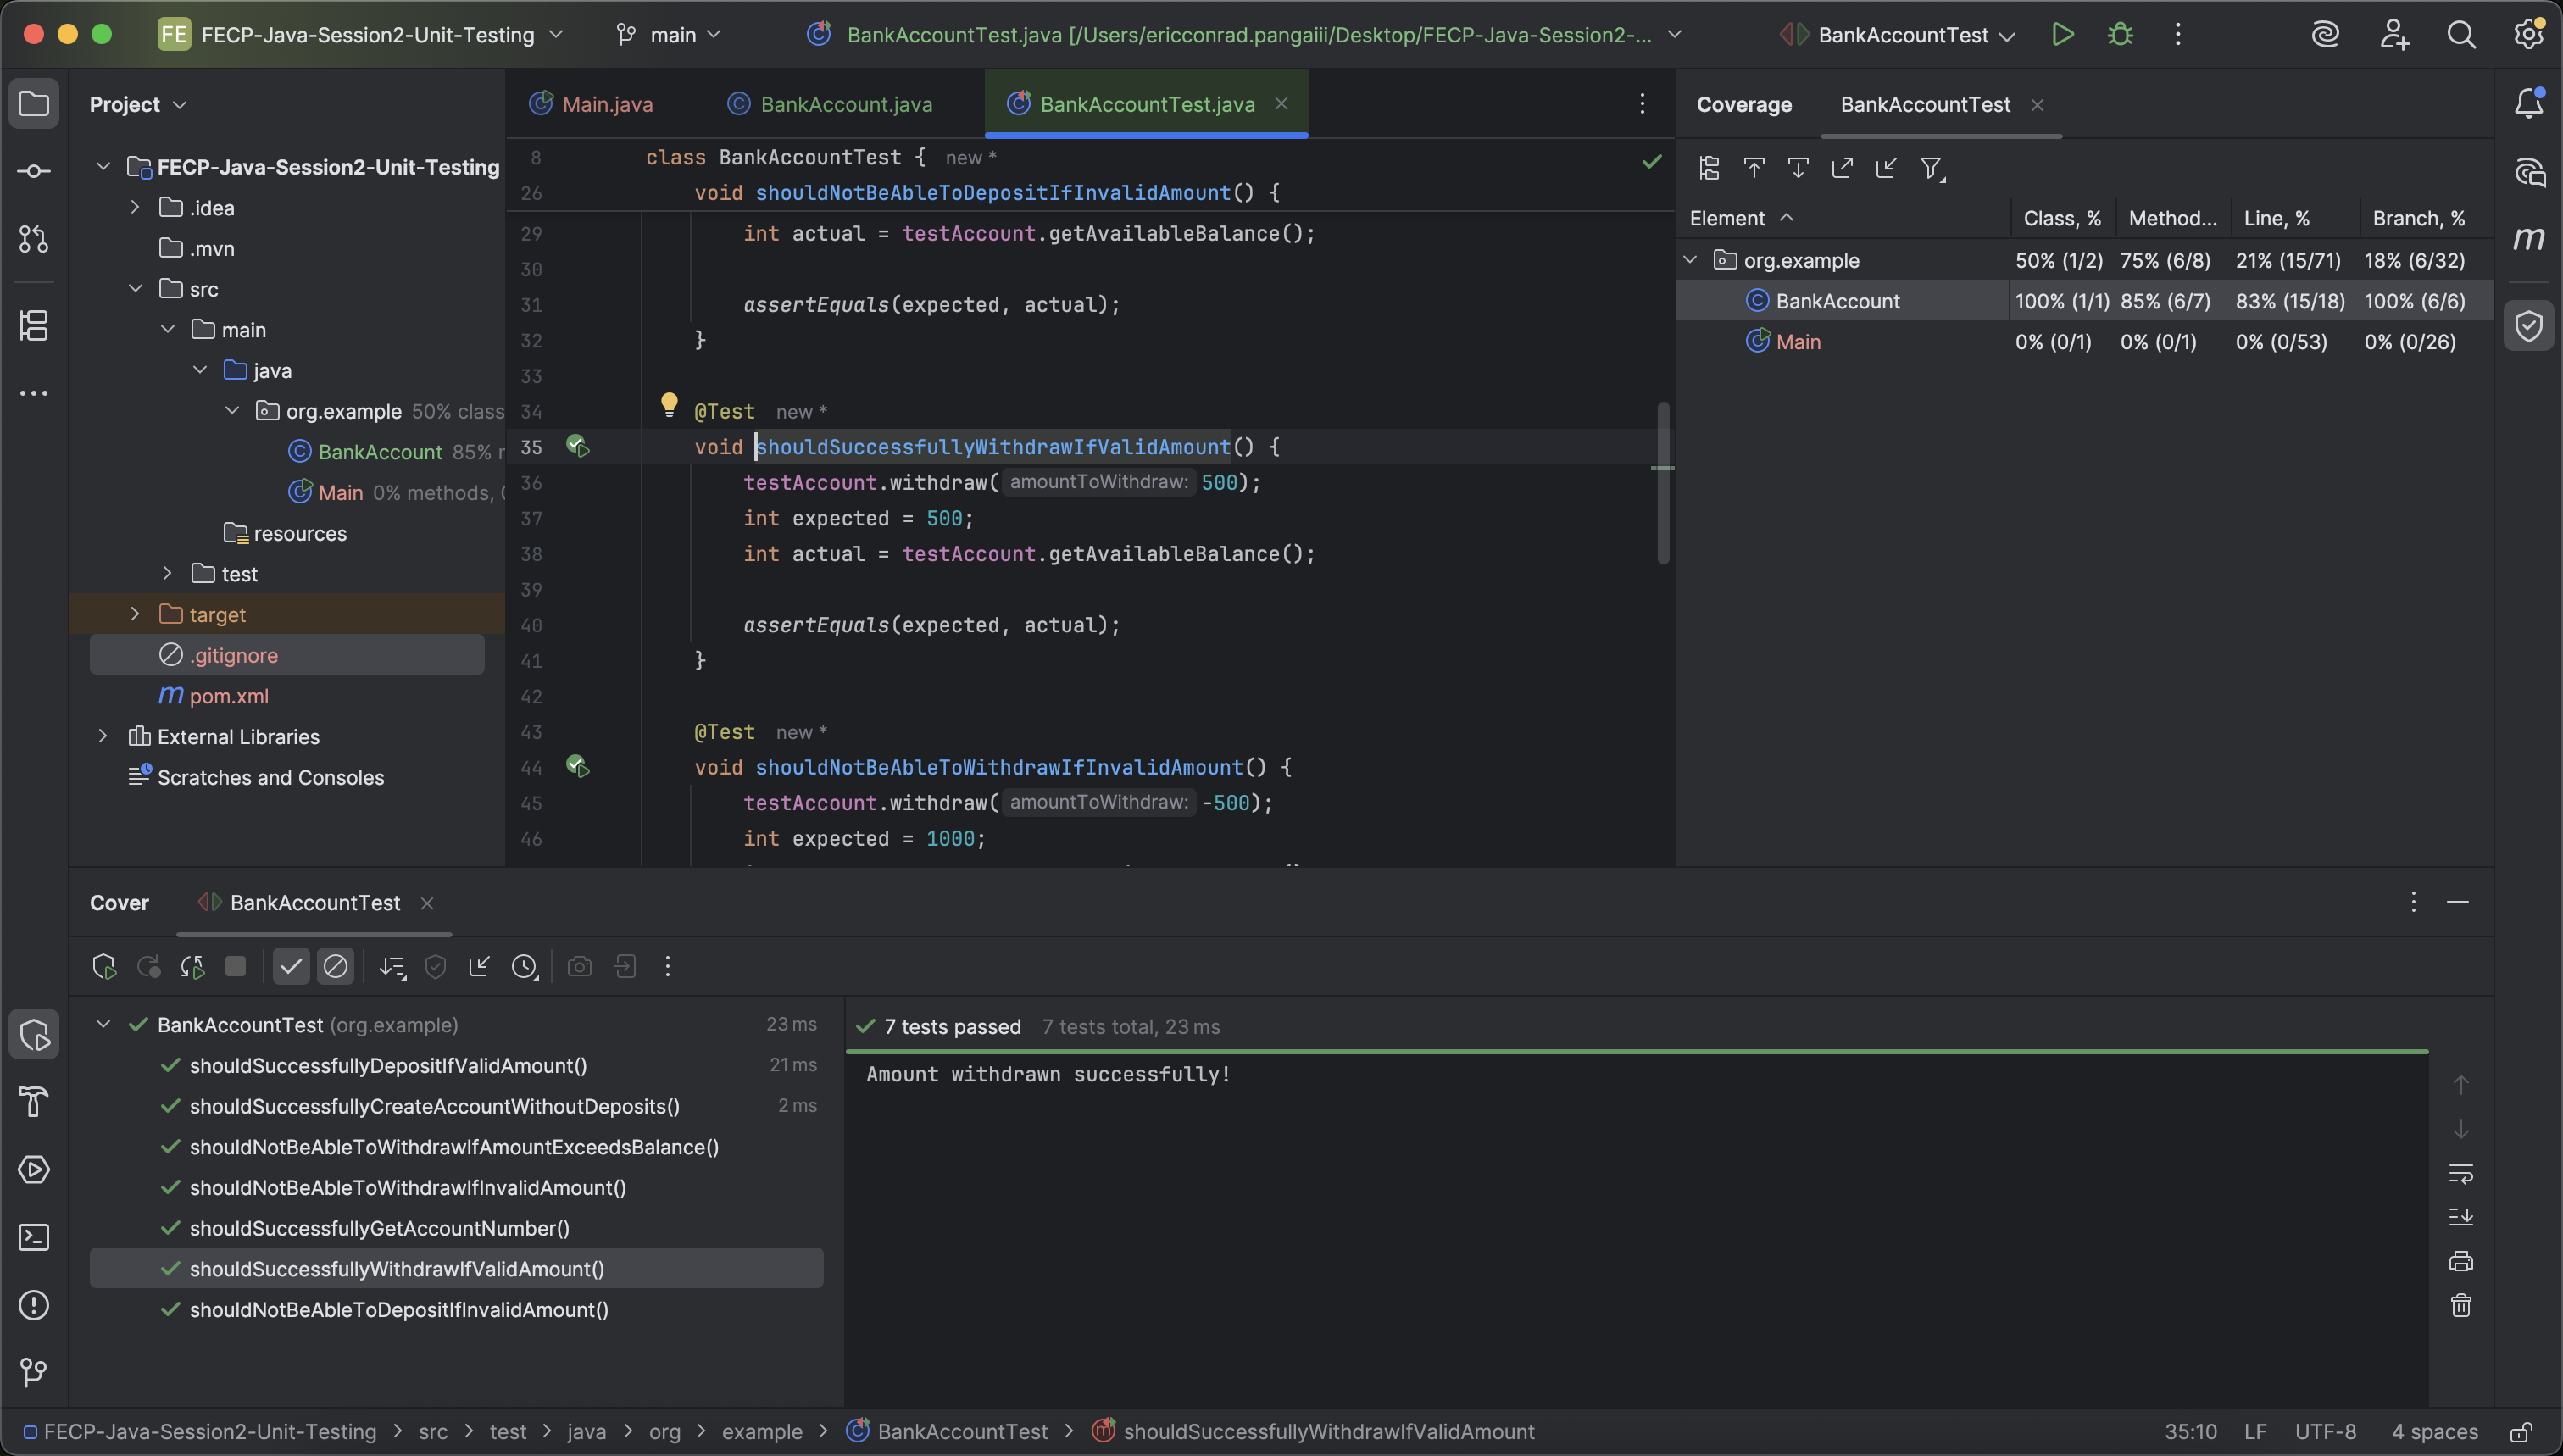 FE FECP-Java-Session2-Unit-Testing main BankAccountTest.java [/Users/ericconrad.pangaiii/Desktop/FECP-Java-Session2-... BankAccountTest
Project
FECP-Java-Session2-Unit-Testing
.idea
.mvn
src
main
java
org.example 50% class
BankAccount 85% r
Main 0% methods, 0
resources
test
target
.gitignore
m pom.xml
External Libraries
Scratches and Consoles
Main.java BankAccount.java BankAccountTest.java
8 class BankAccountTest { new *
26 void shouldNotBeAbleToDepositIfInvalidAmount() {
29 int actual = testAccount.getAvailableBalance();
30
31 assertEquals(expected, actual);
32 }
33
34 @Test new *
35 void shouldSuccessfullyWithdrawIfValidAmount() {
36 testAccount.withdraw( amountToWithdraw: 500);
37 int expected = 500;
38 int actual = testAccount.getAvailableBalance();
39
40 assertEquals(expected, actual);
41 }
42
43 @Test new *
44 void shouldNotBeAbleToWithdrawIfInvalidAmount() {
45 testAccount.withdraw( amountToWithdraw: -500);
46 int expected = 1000;
Coverage BankAccountTest
Element Class, % Method... Line, % Branch, %
org.example 50% (1/2) 75% (6/8) 21% (15/71) 18% (6/32)
BankAccount 100% (1/1) 85% (6/7) 83% (15/18) 100% (6/6)
Main 0% (0/1) 0% (0/1) 0% (0/53) 0% (0/26)
m
Cover BankAccountTest
BankAccountTest (org.example) 23 ms
shouldSuccessfullyDepositIfValidAmount() 21 ms
shouldSuccessfullyCreateAccountWithoutDeposits() 2 ms
shouldNotBeAbleToWithdrawIfAmountExceedsBalance()
shouldNotBeAbleToWithdrawIfInvalidAmount()
shouldSuccessfullyGetAccountNumber()
shouldSuccessfullyWithdrawIfValidAmount()
shouldNotBeAbleToDepositIfInvalidAmount()
7 tests passed 7 tests total, 23 ms
Amount withdrawn successfully!
FECP-Java-Session2-Unit-Testing > src > test > java > org > example > BankAccountTest > shouldSuccessfullyWithdrawIfValidAmount 35:10 LF UTF-8 4 spaces